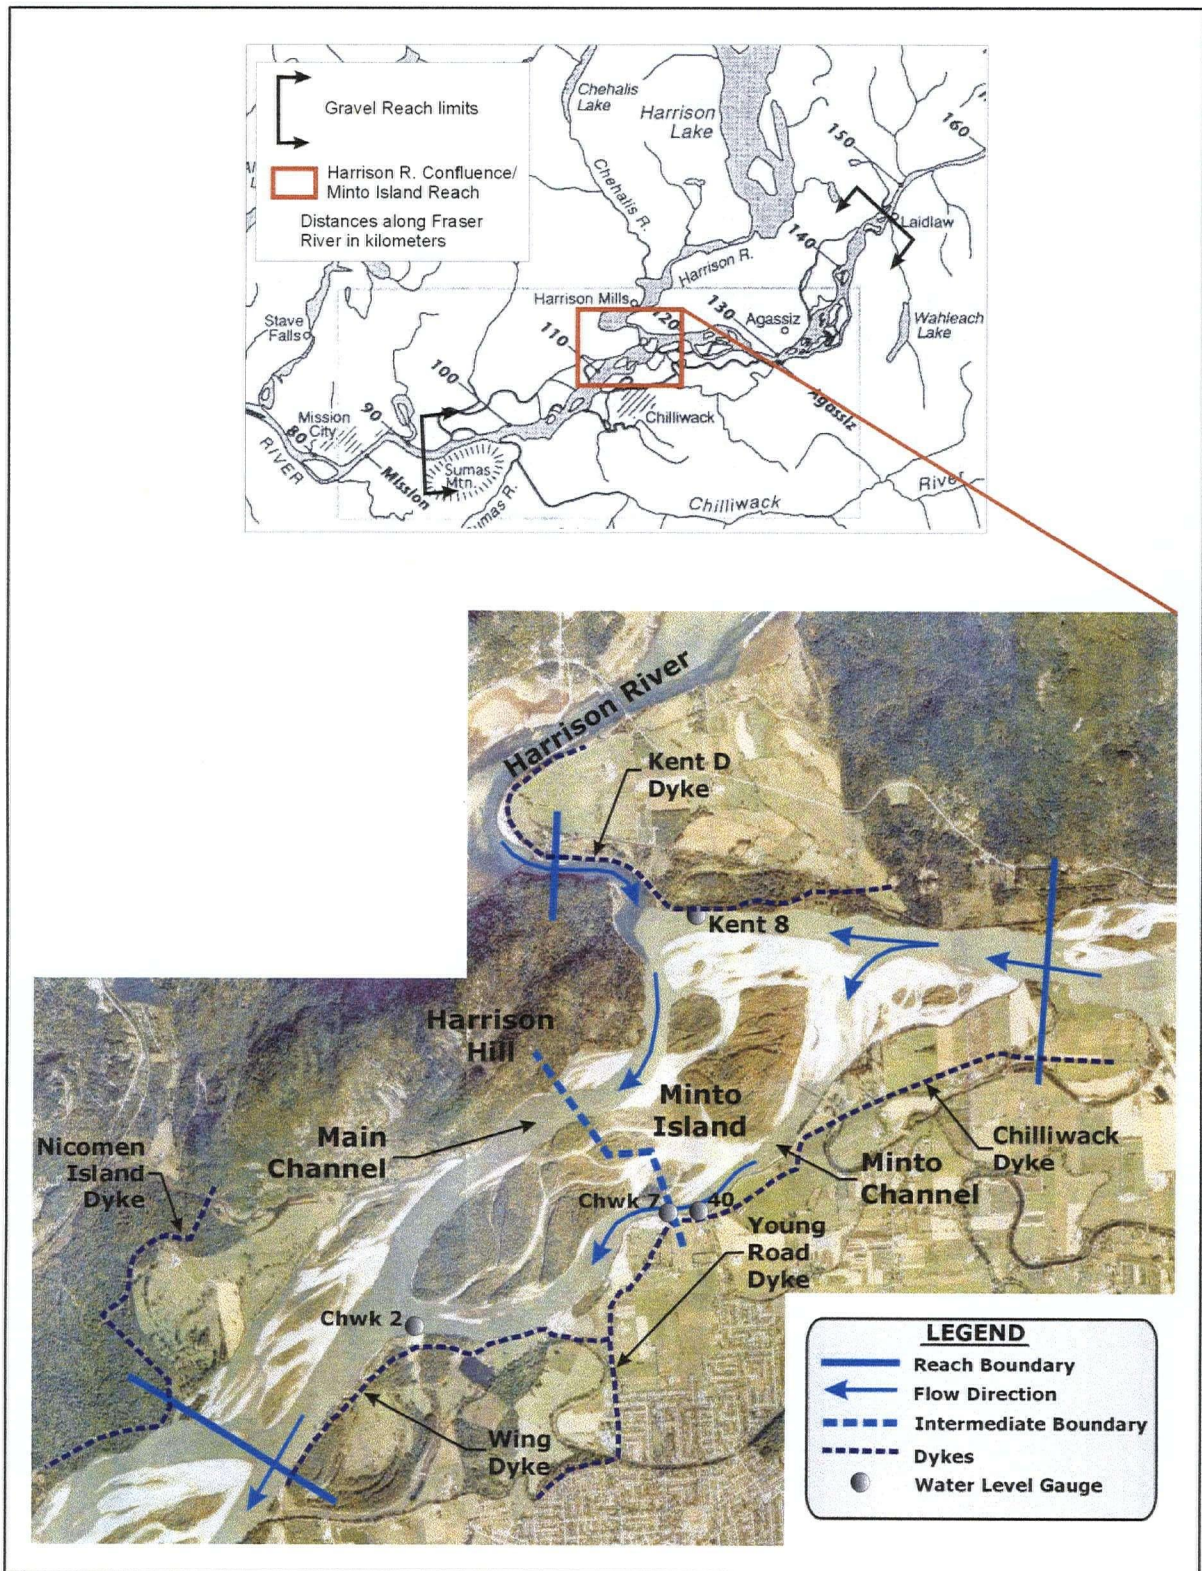 Gravel Reach limits
Harrison R. Confluence/
Minto Island Reach
Distances along Fraser
River in kilometers
Chehalis
Lake
Harrison
Lake
Chehalis R.
150
160
Laidlaw
140
Harrison R.
Harrison Mills
130
120
Agassiz
Wahleach
Lake
Stave
Falls
110
100
Agassiz
Chilliwack
Mission
City
90
80
RIVER
Mission
Sumas
Mtn.
Sumas R.
Chilliwack
River
Harrison River
Kent D
Dyke
Kent 8
Harrison
Hill
Minto
Island
Main
Channel
Nicomen
Island
Dyke
Chilliwack
Dyke
Minto
Channel
Chwk 7
40
Young
Road
Dyke
Chwk 2
Wing
Dyke
LEGEND
Reach Boundary
Flow Direction
Intermediate Boundary
Dykes
Water Level Gauge